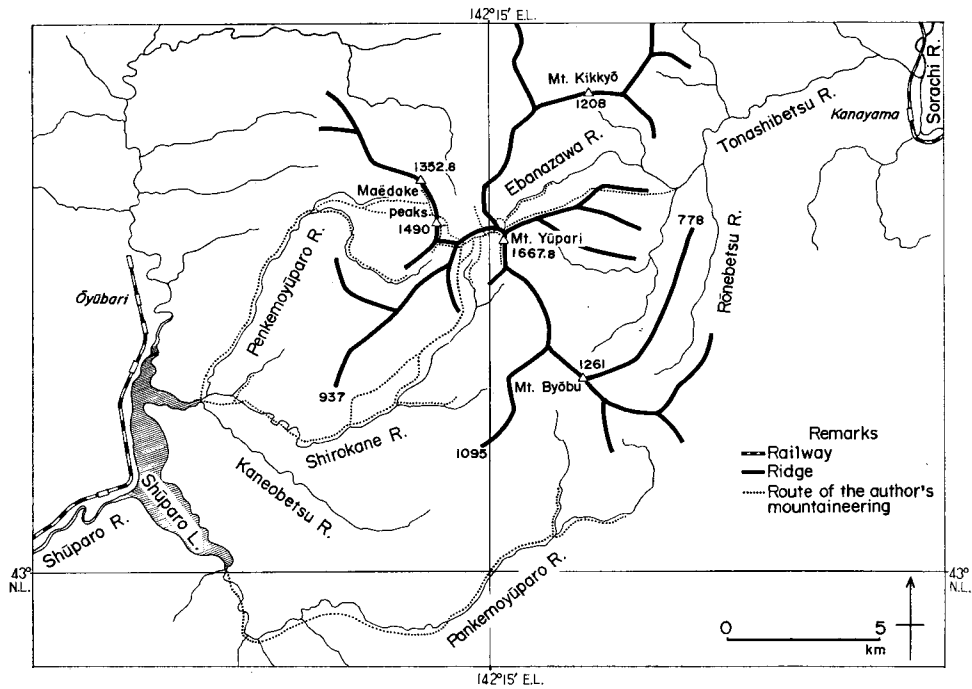 142°15' E.L.
Mt. Kikkyō
1208
Kanayama
Sorachi R.
Tonashibetsu R.
Ebanazawa R.
1352.8
Maëdake
peaks
1490
778
Mt. Yūpari
1667.8
Rōnebetsu R.
Ōyūbari
Penkemoyūparo R.
937
1261
Mt. Byōbu
Shirokane R.
1095
Kaneobetsu R.
Shūparo R.
Shūparo L.
Remarks
Railway
Ridge
Route of the author's
mountaineering
43°
N.L.
43°
N.L.
Pankemoyūparo R.
0 5
km
142°15' E.L.